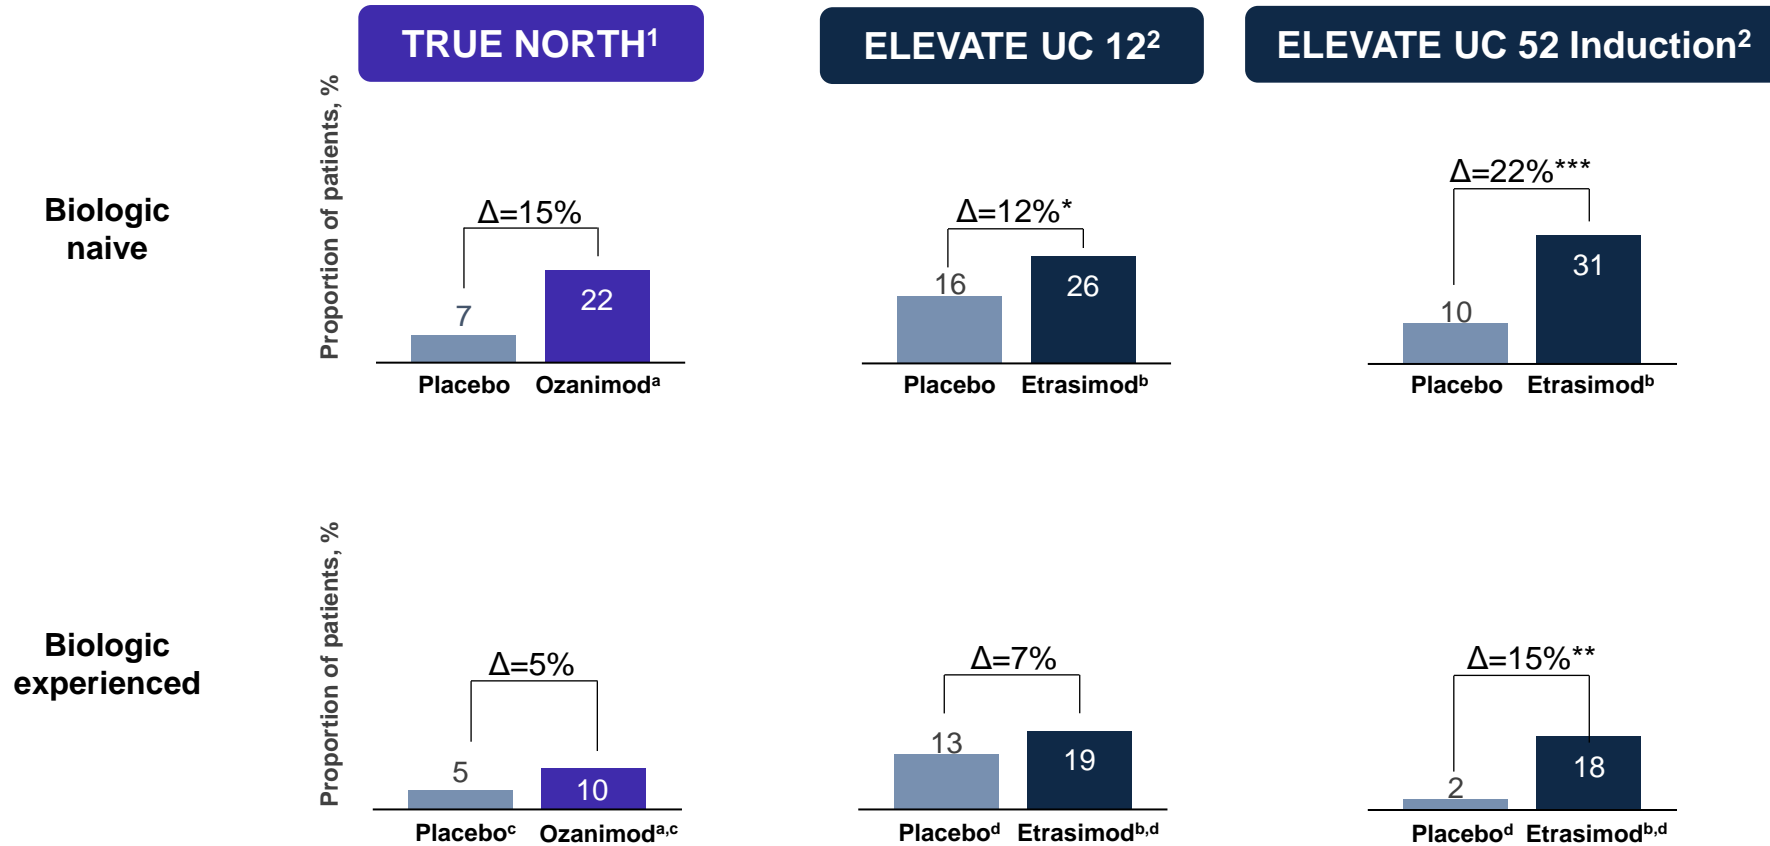 TRUE NORTH¹
ELEVATE UC 12²
ELEVATE UC 52 Induction²
Biologic
naive
Proportion of patients, %
Δ=15%
7
22
Placebo
Ozanimodᵃ
Δ=12%*
16
26
Placebo
Etrasimodᵇ
Δ=22%***
10
31
Placebo
Etrasimodᵇ
Biologic
experienced
Proportion of patients, %
Δ=5%
5
10
Placeboᶜ
Ozanimodᵃ,ᶜ
Δ=7%
13
19
Placeboᵈ
Etrasimodᵇ,ᵈ
Δ=15%**
2
18
Placeboᵈ
Etrasimodᵇ,ᵈ